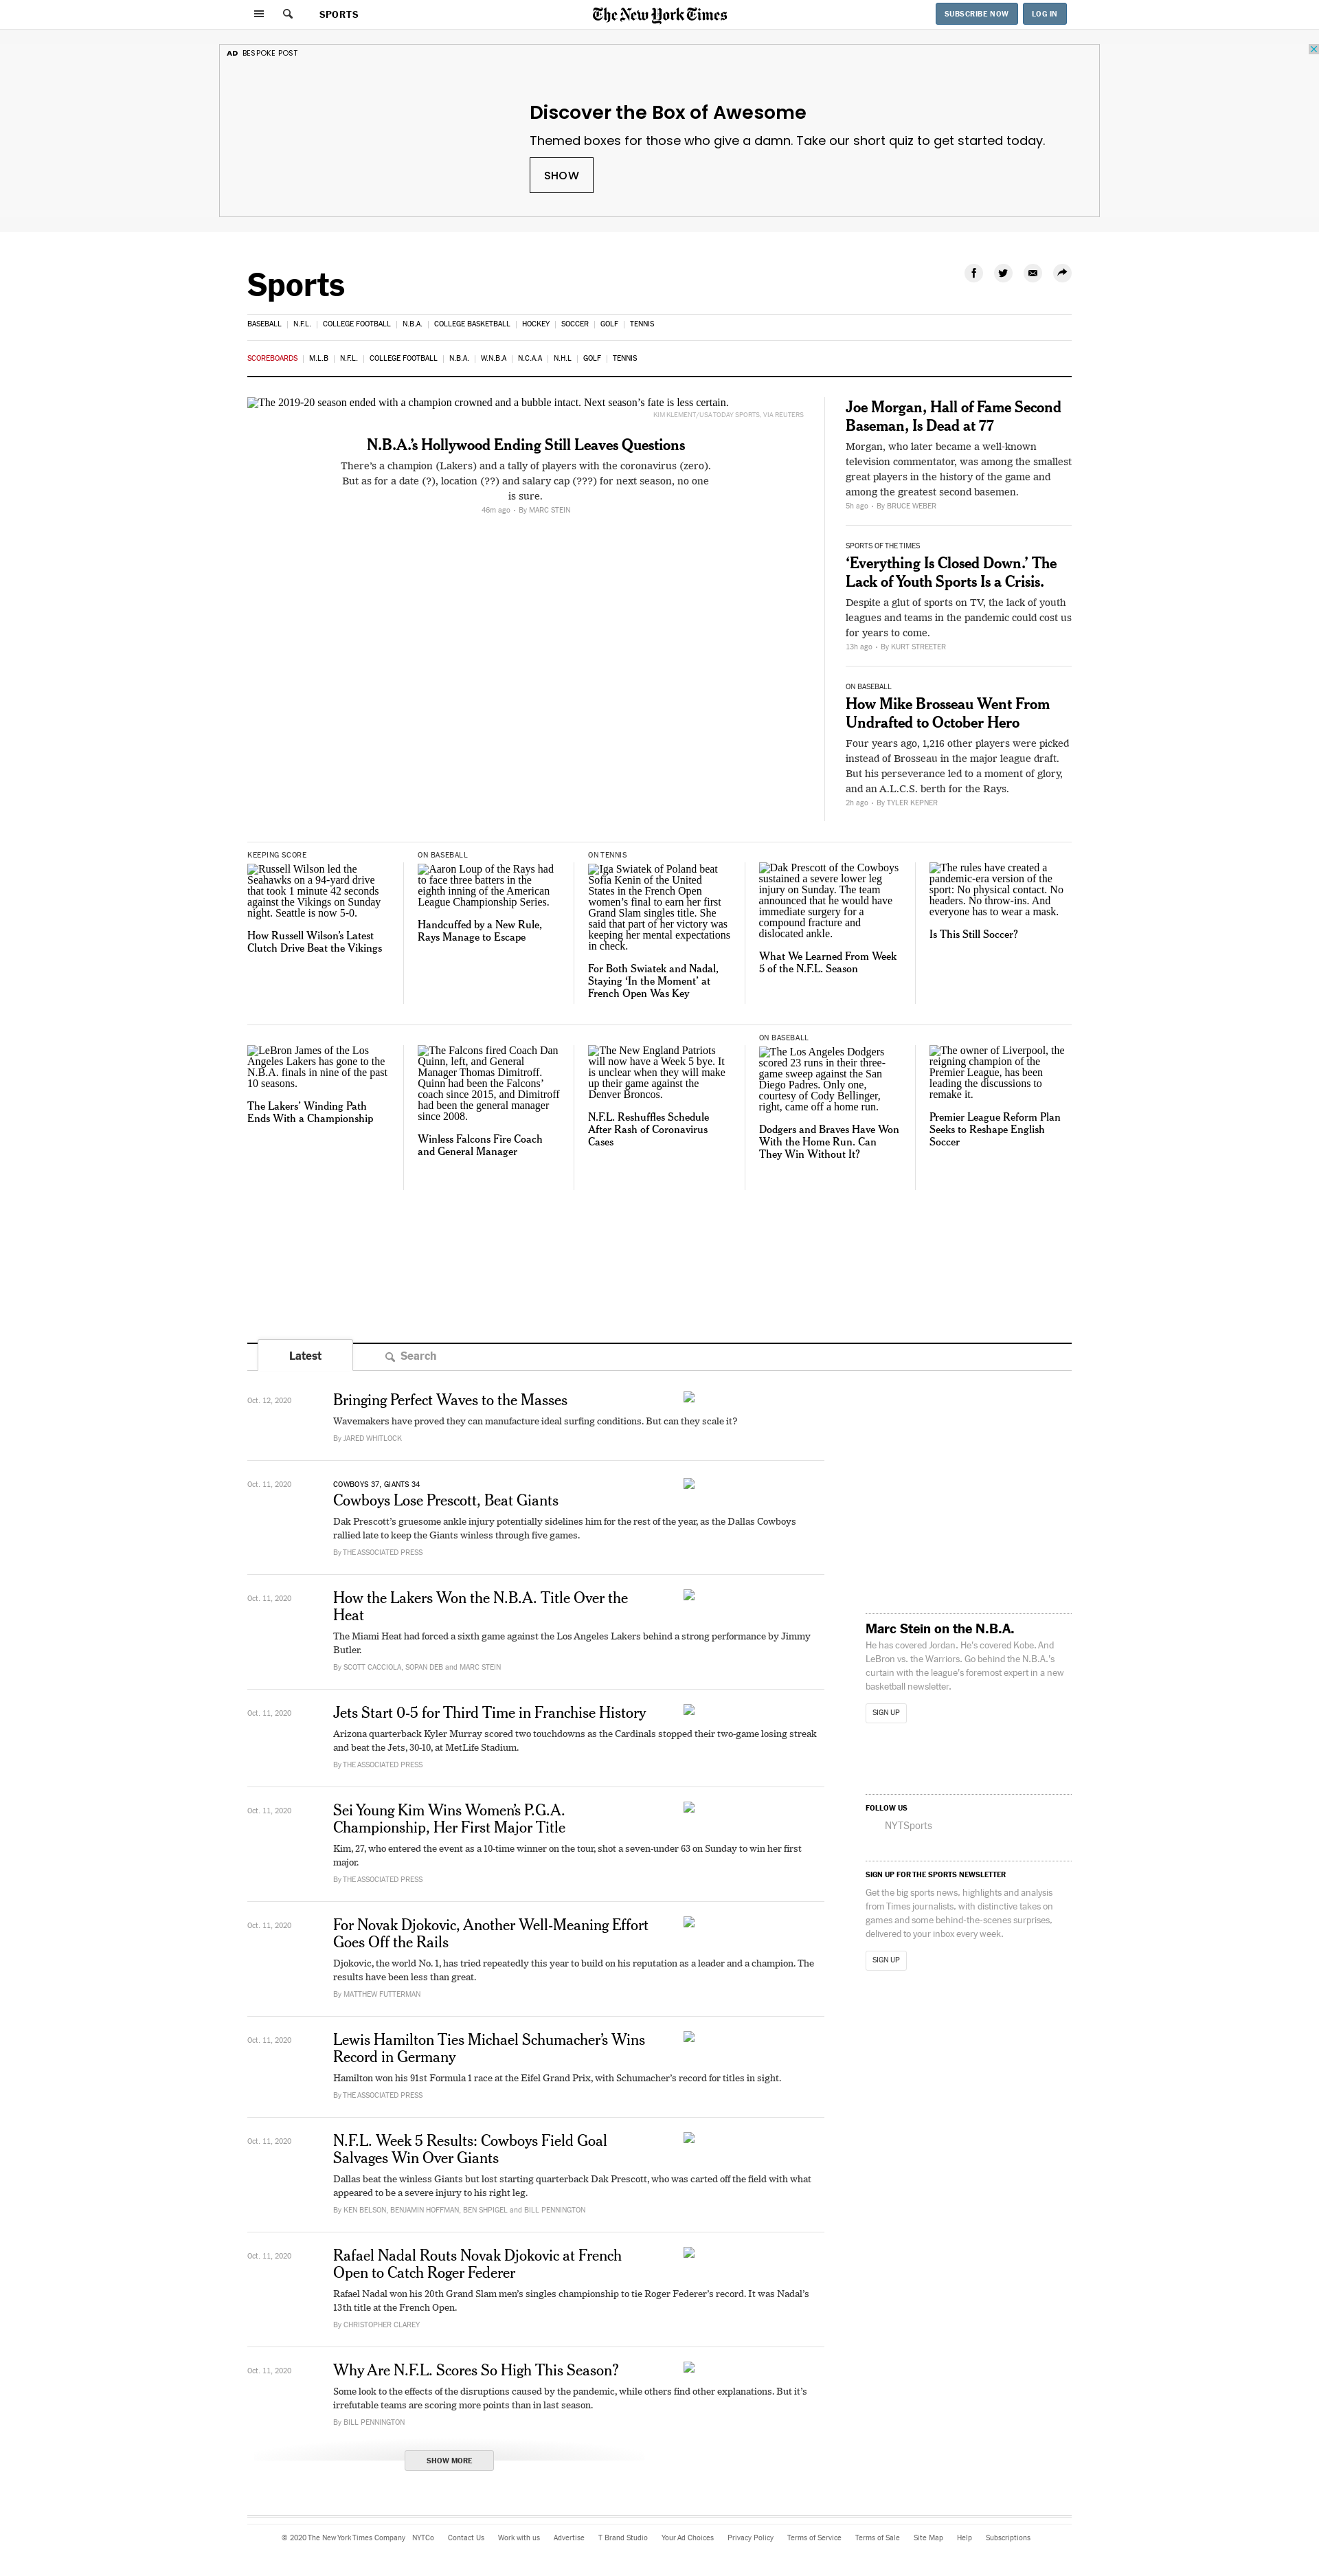 SPORTS
The New York Times
SUBSCRIBE NOW
LOG IN
AD BESPOKE POST
Discover the Box of Awesome
Themed boxes for those who give a damn. Take our short quiz to get started today.
SHOW
Sports
BASEBALL N.F.L. COLLEGE FOOTBALL N.B.A. COLLEGE BASKETBALL HOCKEY SOCCER GOLF TENNIS
SCOREBOARDS M.L.B N.F.L. COLLEGE FOOTBALL N.B.A. W.N.B.A N.C.A.A N.H.L GOLF TENNIS
The 2019-20 season ended with a champion crowned and a bubble intact. Next season’s fate is less certain.
KIM KLEMENT/USA TODAY SPORTS, VIA REUTERS
N.B.A.’s Hollywood Ending Still Leaves Questions
There’s a champion (Lakers) and a tally of players with the coronavirus (zero).
But as for a date (?), location (??) and salary cap (???) for next season, no one
is sure.
46m ago • By MARC STEIN
Joe Morgan, Hall of Fame Second
Baseman, Is Dead at 77
Morgan, who later became a well-known
television commentator, was among the smallest
great players in the history of the game and
among the greatest second basemen.
5h ago • By BRUCE WEBER
SPORTS OF THE TIMES
‘Everything Is Closed Down.’ The
Lack of Youth Sports Is a Crisis.
Despite a glut of sports on TV, the lack of youth
leagues and teams in the pandemic could cost us
for years to come.
13h ago • By KURT STREETER
ON BASEBALL
How Mike Brosseau Went From
Undrafted to October Hero
Four years ago, 1,216 other players were picked
instead of Brosseau in the major league draft.
But his perseverance led to a moment of glory,
and an A.L.C.S. berth for the Rays.
2h ago • By TYLER KEPNER
KEEPING SCORE
Russell Wilson led the
Seahawks on a 94-yard drive
that took 1 minute 42 seconds
against the Vikings on Sunday
night. Seattle is now 5-0.
How Russell Wilson’s Latest
Clutch Drive Beat the Vikings
ON BASEBALL
Aaron Loup of the Rays had
to face three batters in the
eighth inning of the American
League Championship Series.
Handcuffed by a New Rule,
Rays Manage to Escape
ON TENNIS
Iga Swiatek of Poland beat
Sofia Kenin of the United
States in the French Open
women’s final to earn her first
Grand Slam singles title. She
said that part of her victory was
keeping her mental expectations
in check.
For Both Swiatek and Nadal,
Staying ‘In the Moment’ at
French Open Was Key
Dak Prescott of the Cowboys
sustained a severe lower leg
injury on Sunday. The team
announced that he would have
immediate surgery for a
compound fracture and
dislocated ankle.
What We Learned From Week
5 of the N.F.L. Season
The rules have created a
pandemic-era version of the
sport: No physical contact. No
headers. No throw-ins. And
everyone has to wear a mask.
Is This Still Soccer?
LeBron James of the Los
Angeles Lakers has gone to the
N.B.A. finals in nine of the past
10 seasons.
The Lakers’ Winding Path
Ends With a Championship
The Falcons fired Coach Dan
Quinn, left, and General
Manager Thomas Dimitroff.
Quinn had been the Falcons’
coach since 2015, and Dimitroff
had been the general manager
since 2008.
Winless Falcons Fire Coach
and General Manager
The New England Patriots
will now have a Week 5 bye. It
is unclear when they will make
up their game against the
Denver Broncos.
N.F.L. Reshuffles Schedule
After Rash of Coronavirus
Cases
ON BASEBALL
The Los Angeles Dodgers
scored 23 runs in their three-
game sweep against the San
Diego Padres. Only one,
courtesy of Cody Bellinger,
right, came off a home run.
Dodgers and Braves Have Won
With the Home Run. Can
They Win Without It?
The owner of Liverpool, the
reigning champion of the
Premier League, has been
leading the discussions to
remake it.
Premier League Reform Plan
Seeks to Reshape English
Soccer
Latest
Search
Oct. 12, 2020
Bringing Perfect Waves to the Masses
Wavemakers have proved they can manufacture ideal surfing conditions. But can they scale it?
By JARED WHITLOCK
Oct. 11, 2020
COWBOYS 37, GIANTS 34
Cowboys Lose Prescott, Beat Giants
Dak Prescott’s gruesome ankle injury potentially sidelines him for the rest of the year, as the Dallas Cowboys
rallied late to keep the Giants winless through five games.
By THE ASSOCIATED PRESS
Oct. 11, 2020
How the Lakers Won the N.B.A. Title Over the
Heat
The Miami Heat had forced a sixth game against the Los Angeles Lakers behind a strong performance by Jimmy
Butler.
By SCOTT CACCIOLA, SOPAN DEB and MARC STEIN
Oct. 11, 2020
Jets Start 0-5 for Third Time in Franchise History
Arizona quarterback Kyler Murray scored two touchdowns as the Cardinals stopped their two-game losing streak
and beat the Jets, 30-10, at MetLife Stadium.
By THE ASSOCIATED PRESS
Oct. 11, 2020
Sei Young Kim Wins Women’s P.G.A.
Championship, Her First Major Title
Kim, 27, who entered the event as a 10-time winner on the tour, shot a seven-under 63 on Sunday to win her first
major.
By THE ASSOCIATED PRESS
Oct. 11, 2020
For Novak Djokovic, Another Well-Meaning Effort
Goes Off the Rails
Djokovic, the world No. 1, has tried repeatedly this year to build on his reputation as a leader and a champion. The
results have been less than great.
By MATTHEW FUTTERMAN
Oct. 11, 2020
Lewis Hamilton Ties Michael Schumacher’s Wins
Record in Germany
Hamilton won his 91st Formula 1 race at the Eifel Grand Prix, with Schumacher’s record for titles in sight.
By THE ASSOCIATED PRESS
Oct. 11, 2020
N.F.L. Week 5 Results: Cowboys Field Goal
Salvages Win Over Giants
Dallas beat the winless Giants but lost starting quarterback Dak Prescott, who was carted off the field with what
appeared to be a severe injury to his right leg.
By KEN BELSON, BENJAMIN HOFFMAN, BEN SHPIGEL and BILL PENNINGTON
Oct. 11, 2020
Rafael Nadal Routs Novak Djokovic at French
Open to Catch Roger Federer
Rafael Nadal won his 20th Grand Slam men’s singles championship to tie Roger Federer’s record. It was Nadal’s
13th title at the French Open.
By CHRISTOPHER CLAREY
Oct. 11, 2020
Why Are N.F.L. Scores So High This Season?
Some look to the effects of the disruptions caused by the pandemic, while others find other explanations. But it’s
irrefutable teams are scoring more points than in last season.
By BILL PENNINGTON
SHOW MORE
Marc Stein on the N.B.A.
He has covered Jordan. He’s covered Kobe. And
LeBron vs. the Warriors. Go behind the N.B.A.’s
curtain with the league’s foremost expert in a new
basketball newsletter.
SIGN UP
FOLLOW US
NYTSports
SIGN UP FOR THE SPORTS NEWSLETTER
Get the big sports news, highlights and analysis
from Times journalists, with distinctive takes on
games and some behind-the-scenes surprises,
delivered to your inbox every week.
SIGN UP
© 2020 The New York Times Company NYTCo Contact Us Work with us Advertise T Brand Studio Your Ad Choices Privacy Policy Terms of Service Terms of Sale Site Map Help Subscriptions